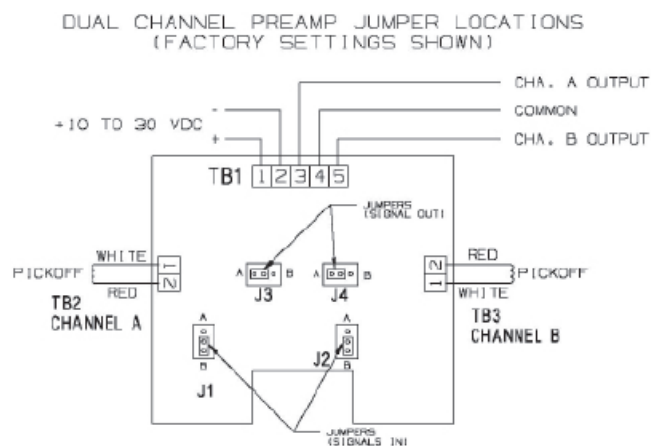 DUAL CHANNEL PREAMP JUMPER LOCATIONS
(FACTORY SETTINGS SHOWN)
CHA. A OUTPUT
-
COMMON
+10 TO 30 VDC
+
CHA. B OUTPUT
TB1 1 2 3 4 5
JUMPERS
(SIGNAL OUT)
WHITE
1
2
RED
PICKOFF
TB2
CHANNEL A
A B
J3
A B
J4
2
1
RED
WHITE
PICKOFF
TB3
CHANNEL B
A
B
J1
A
J2
B
JUMPERS
(SIGNALS IN)